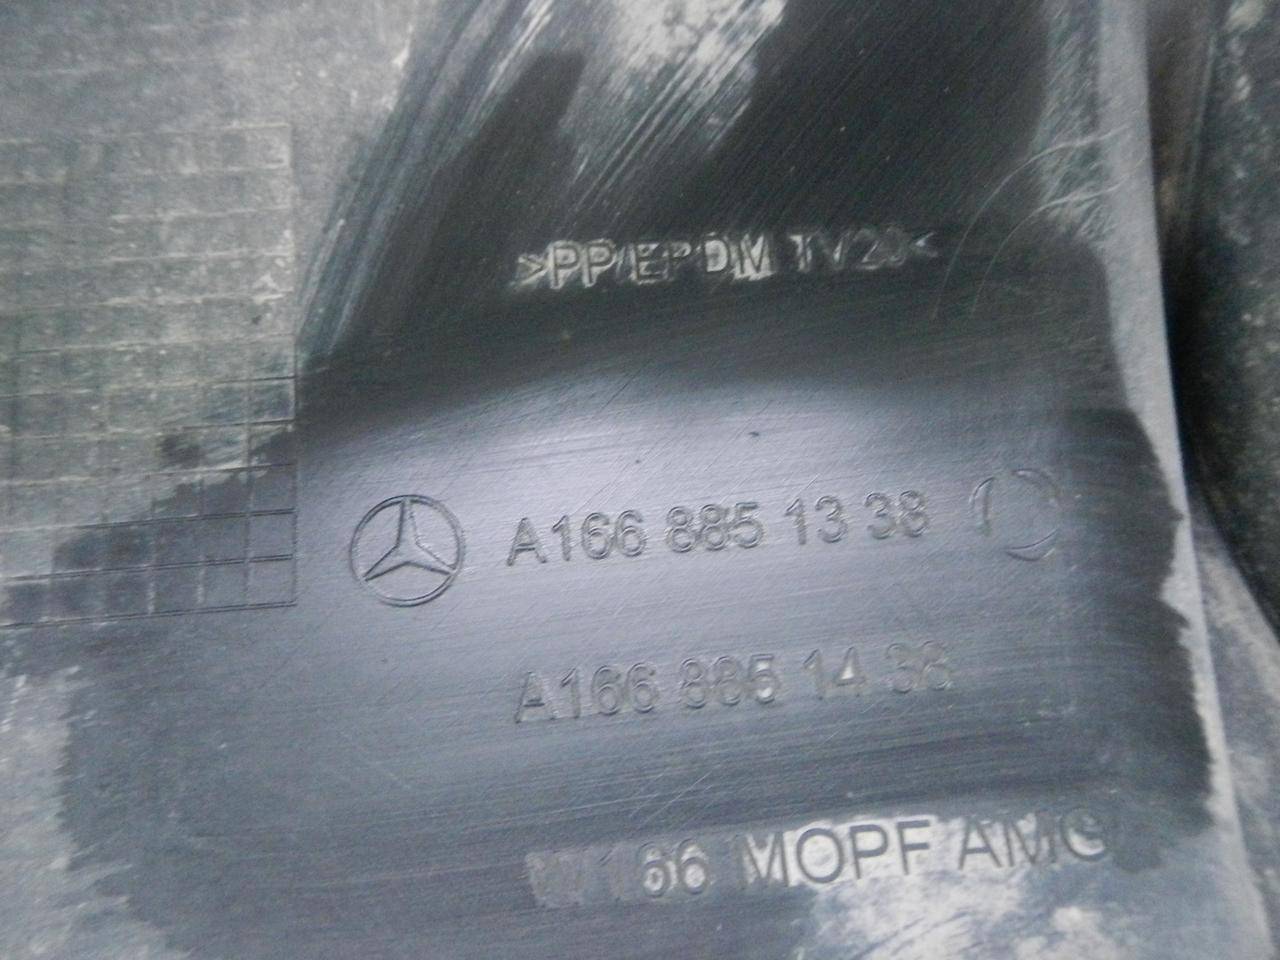 >PP/EPDM TV20<
A166 885 13 38
A166 885 14 38
W166 MOPF AMG